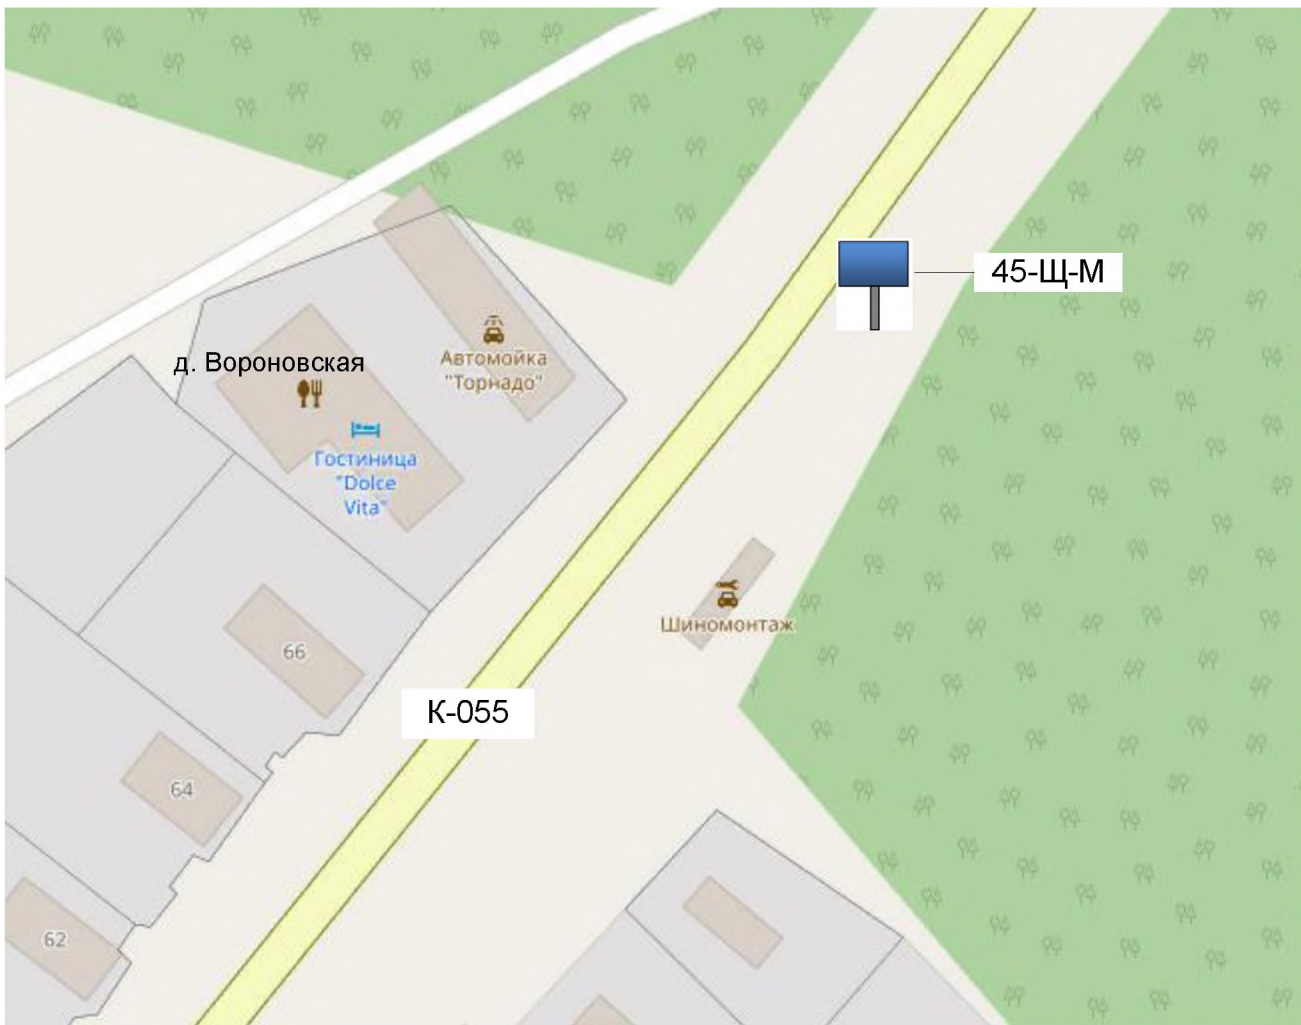 45-Щ-М
д. Вороновская
Автомойка
"Торнадо"
Гостиница
"Dolce
Vita"
Шиномонтаж
66
К-055
64
62